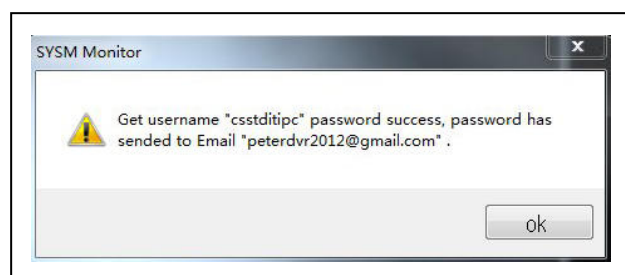 SYSM Monitor
x
Get username "csstditipc" password success, password has
sended to Email "peterdvr2012@gmail.com" .
ok